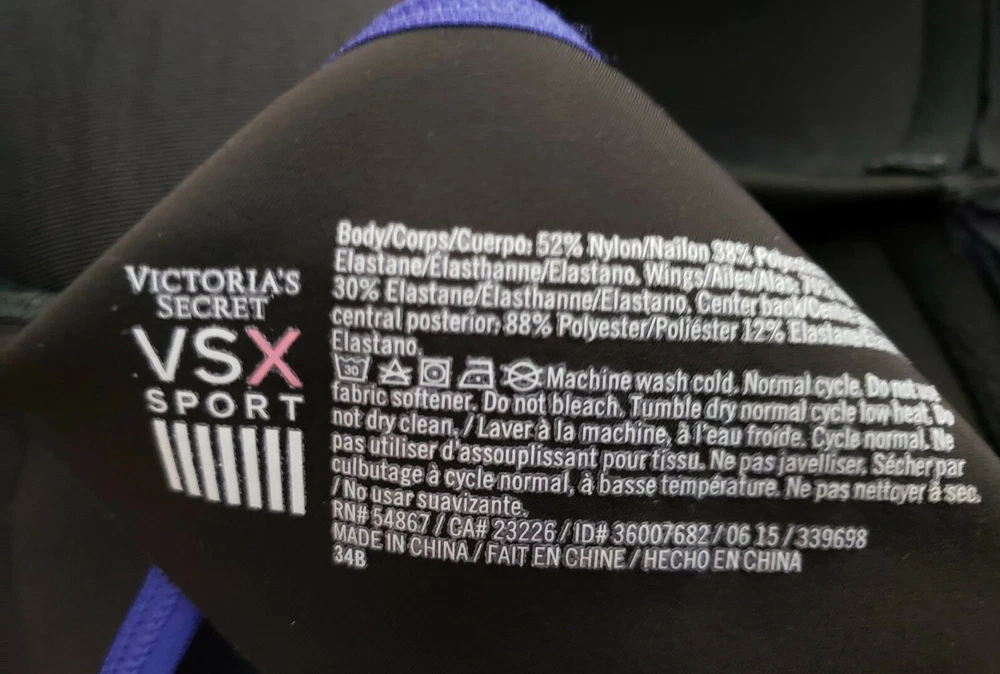 VICTORIA'S
SECRET
VSX
SPORT
Body/Corps/Cuerpo: 52% Nylon/Nailon 38%
Elastane/Élasthanne/Elastano. Wings/Ailes/Alas:
30% Elastane/Élasthanne/Elastano. Center back/
central posterior: 88% Polyester/Poliéster 12%
Elastano.
30
Machine wash cold. Normal cycle. Do not
fabric softener. Do not bleach. Tumble dry normal cycle low heat. Do
not dry clean. / Laver à la machine, à l'eau froide. Cycle normal. Ne
pas utiliser d'assouplissant pour tissu. Ne pas javelliser. Sécher par
culbutage à cycle normal, à basse température. Ne pas nettoyer à sec.
/ No usar suavizante.
RN# 54867 / CA# 23226 / ID# 36007682 / 06 15 / 339698
MADE IN CHINA / FAIT EN CHINE / HECHO EN CHINA
34B